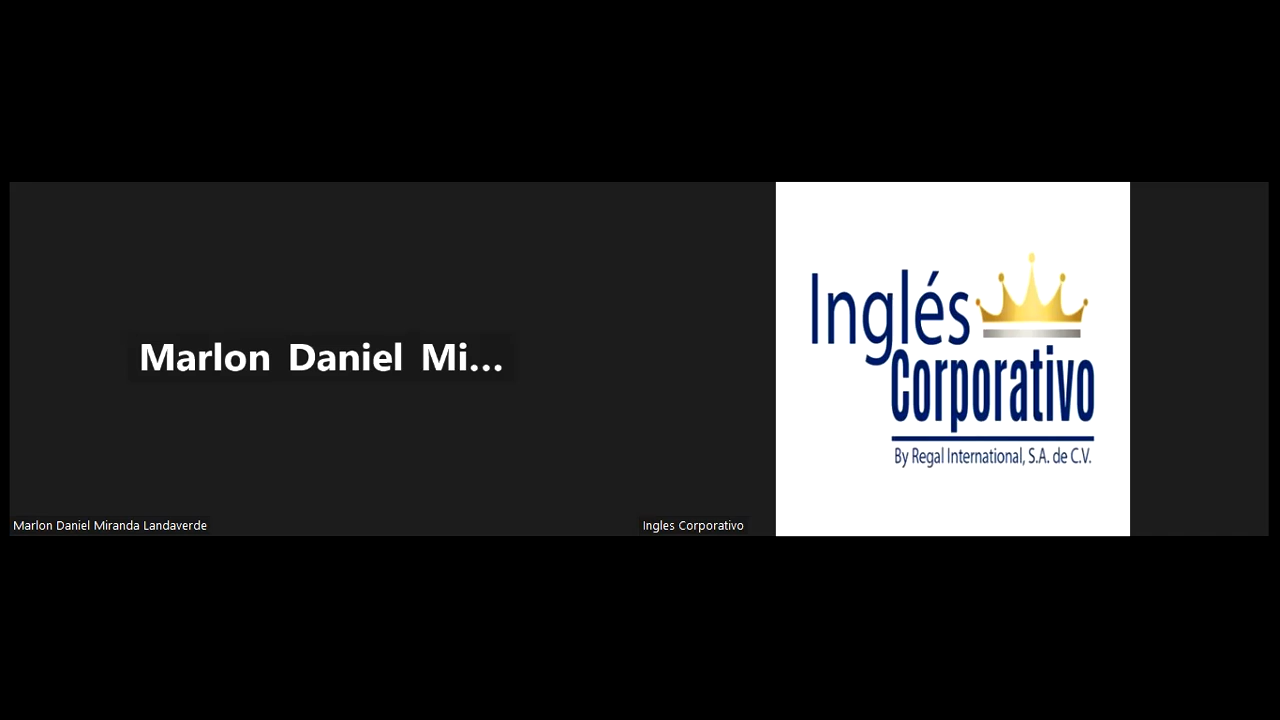 Marlon Daniel Mi...
Marlon Daniel Miranda Landaverde
Ingles Corporativo
Inglés
Corporativo
By Regal International, S.A. de C.V.